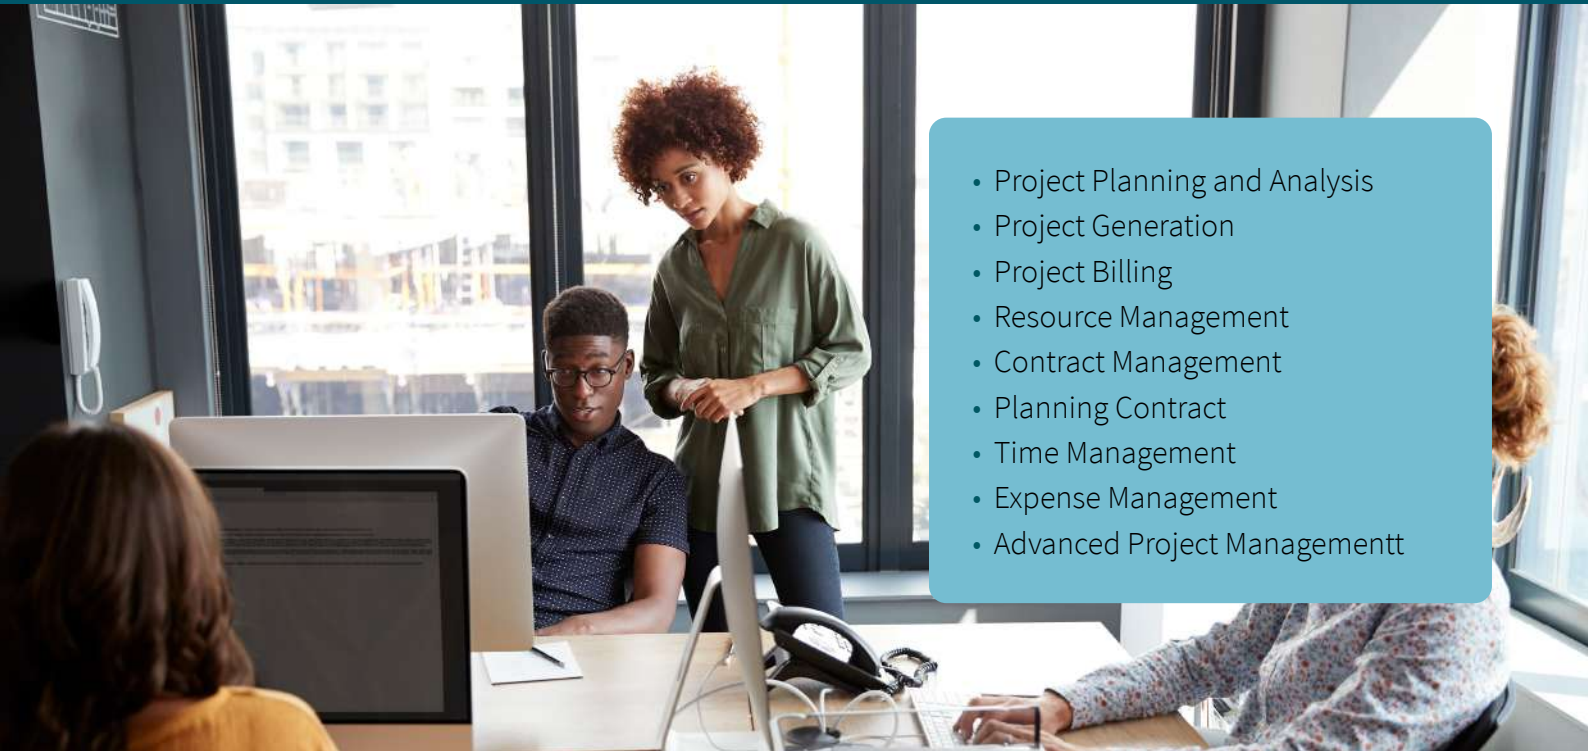 • Project Planning and Analysis
• Project Generation
• Project Billing
• Resource Management
• Contract Management
• Planning Contract
• Time Management
• Expense Management
• Advanced Project Managementt